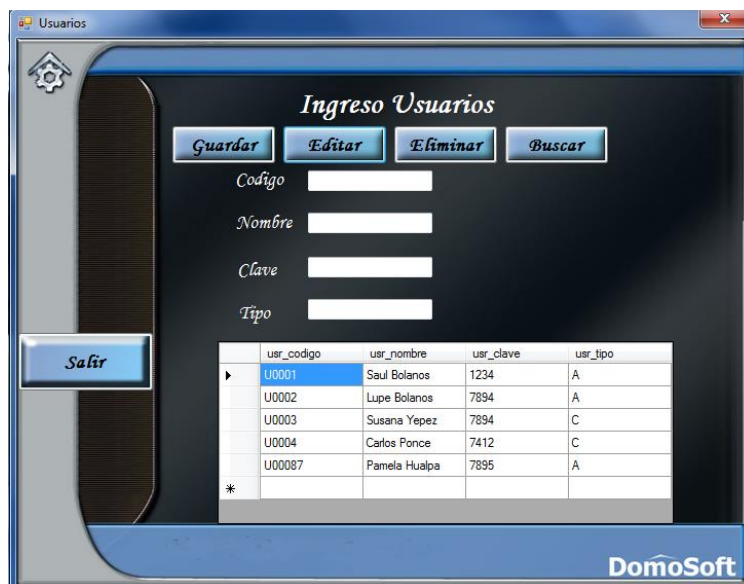 Usuarios
Ingreso Usuarios
Guardar Editar Eliminar Buscar
Codigo
Nombre
Clave
Tipo
Salir
usr_codigo usr_nombre usr_clave usr_tipo
U0001 Saul Bolanos 1234 A
U0002 Lupe Bolanos 7894 A
U0003 Susana Yepez 7894 C
U0004 Carlos Ponce 7412 C
U00087 Pamela Hualpa 7895 A
DomoSoft